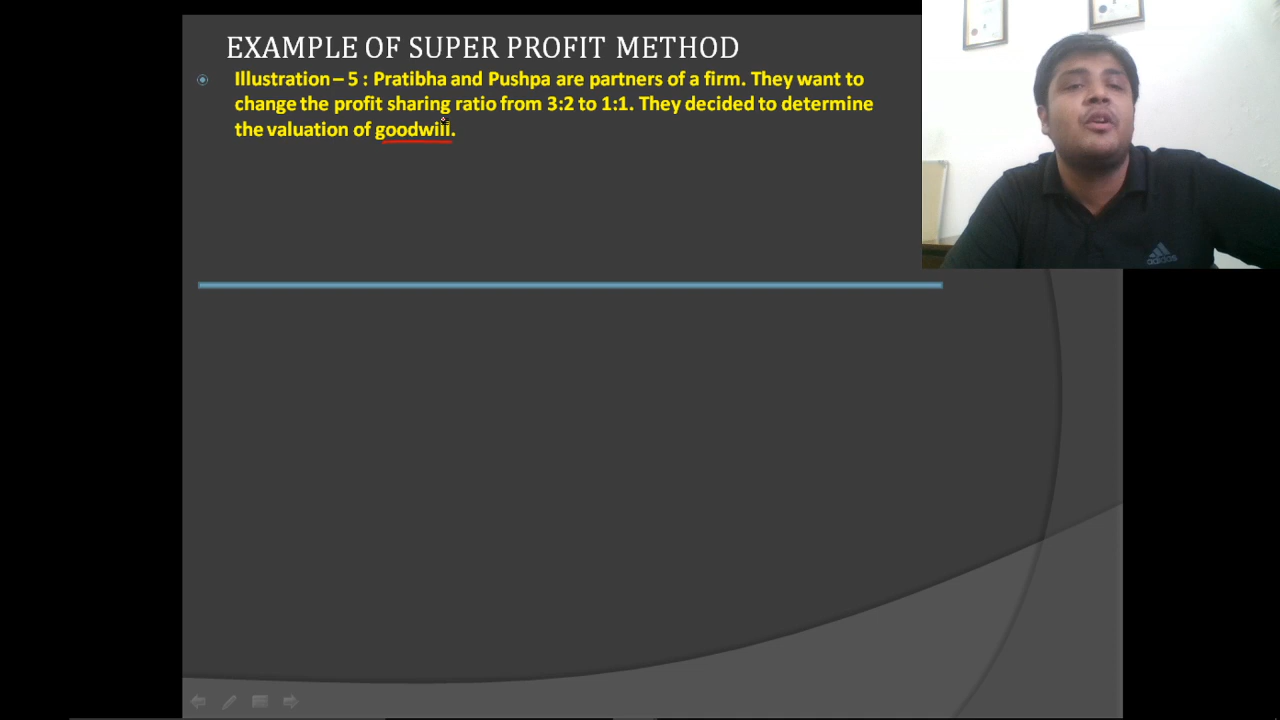 EXAMPLE OF SUPER PROFIT METHOD
Illustration – 5 : Pratibha and Pushpa are partners of a firm. They want to
change the profit sharing ratio from 3:2 to 1:1. They decided to determine
the valuation of goodwill.
adidas